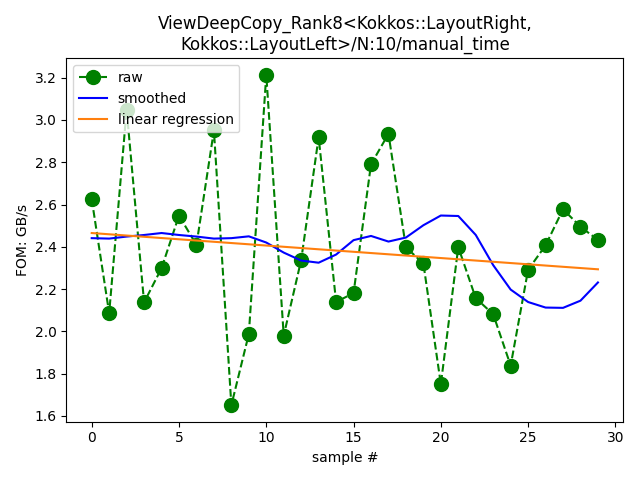 ViewDeepCopy_Rank8<Kokkos::LayoutRight,
Kokkos::LayoutLeft>/N:10/manual_time
raw
smoothed
linear regression
FOM: GB/s
3.2
3.0
2.8
2.6
2.4
2.2
2.0
1.8
1.6
0 5 10 15 20 25 30
sample #